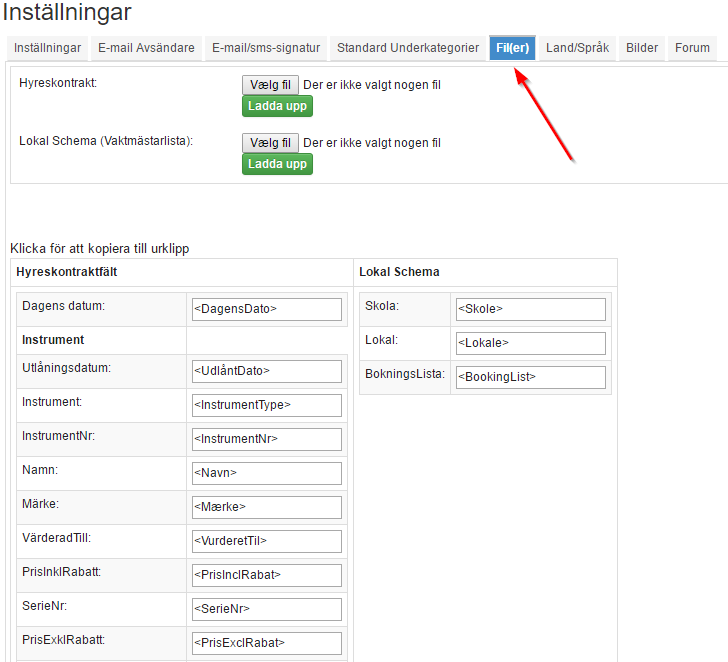 Inställningar
Inställningar E-mail Avsändare E-mail/sms-signatur Standard Underkategorier Fil(er) Land/Språk Bilder Forum
Hyreskontrakt: Vælg fil Der er ikke valgt nogen fil
Ladda upp
Lokal Schema (Vaktmästarlista): Vælg fil Der er ikke valgt nogen fil
Ladda upp
Klicka för att kopiera till urklipp
Hyreskontraktfält Lokal Schema
Dagens datum: <DagensDato> Skola: <Skole>
Instrument Lokal: <Lokale>
Utlåningsdatum: <UdlåntDato> BokningsLista: <BookingList>
Instrument: <InstrumentType>
InstrumentNr: <InstrumentNr>
Namn: <Navn>
Märke: <Mærke>
VärderadTill: <VurderetTil>
PrisInklRabatt: <PrisInclRabat>
SerieNr: <SerieNr>
PrisExklRabatt: <PrisExclRabat>